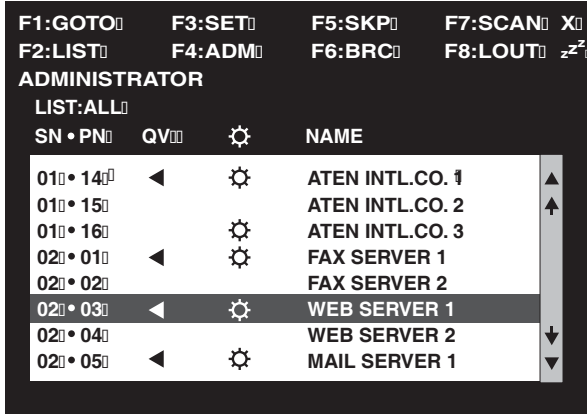 F1:GOTO F3:SET F5:SKP F7:SCAN X
F2:LIST F4:ADM F6:BRC F8:LOUT zzz
ADMINISTRATOR
LIST:ALL
SN • PN QV NAME
01 • 14 ATEN INTL.CO. 1
01 • 15 ATEN INTL.CO. 2
01 • 16 ATEN INTL.CO. 3
02 • 01 FAX SERVER 1
02 • 02 FAX SERVER 2
02 • 03 WEB SERVER 1
02 • 04 WEB SERVER 2
02 • 05 MAIL SERVER 1